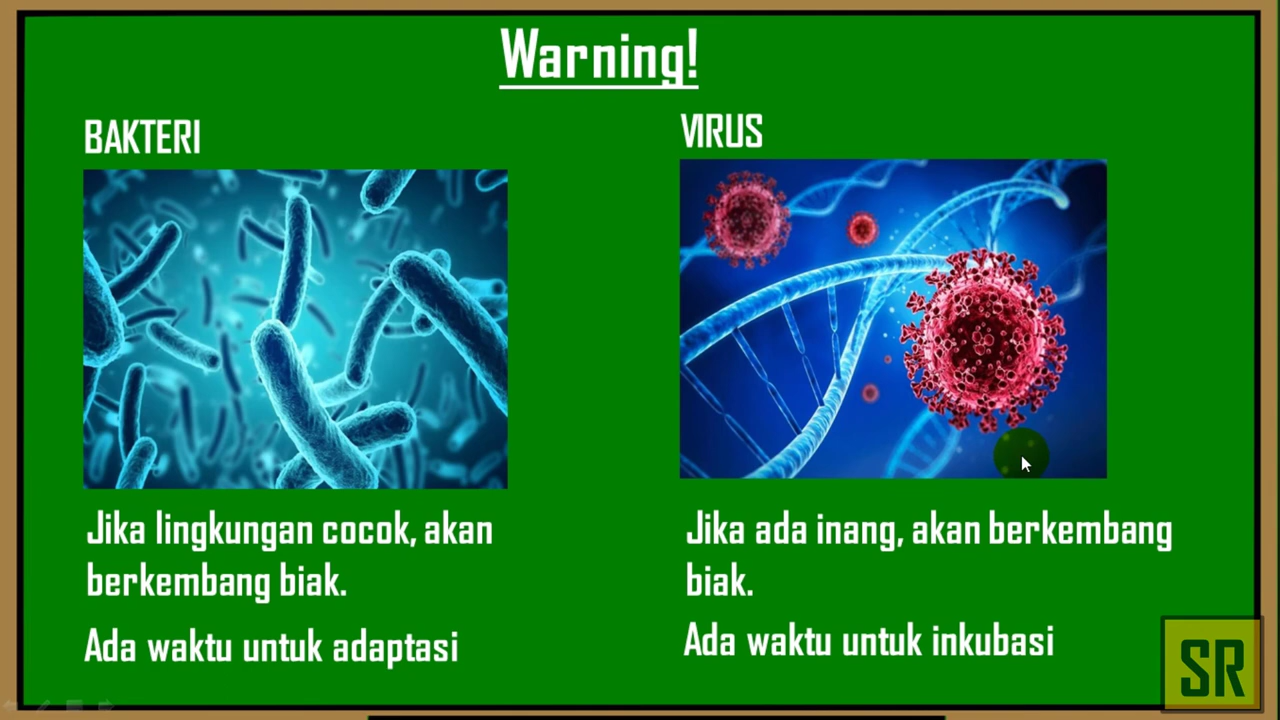 Warning!
BAKTERI
VIRUS
Jika lingkungan cocok, akan
berkembang biak.
Ada waktu untuk adaptasi
Jika ada inang, akan berkembang
biak.
Ada waktu untuk inkubasi
SR